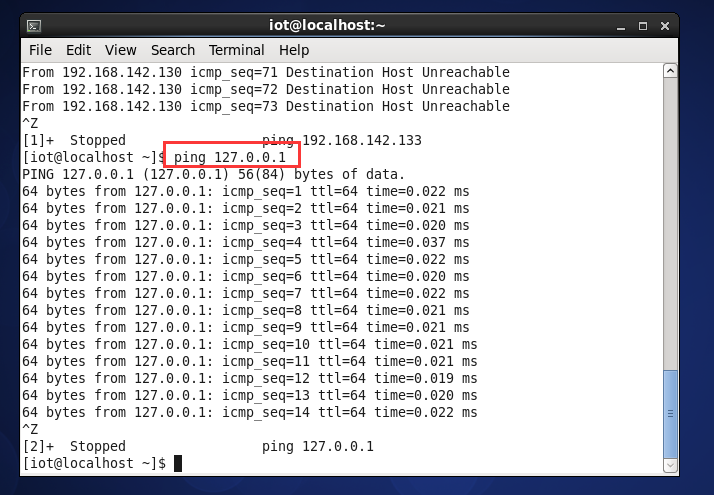 iot@localhost:~
File Edit View Search Terminal Help
From 192.168.142.130 icmp_seq=71 Destination Host Unreachable
From 192.168.142.130 icmp_seq=72 Destination Host Unreachable
From 192.168.142.130 icmp_seq=73 Destination Host Unreachable
^Z
[1]+  Stopped                 ping 192.168.142.133
[iot@localhost ~]$ ping 127.0.0.1
PING 127.0.0.1 (127.0.0.1) 56(84) bytes of data.
64 bytes from 127.0.0.1: icmp_seq=1 ttl=64 time=0.022 ms
64 bytes from 127.0.0.1: icmp_seq=2 ttl=64 time=0.021 ms
64 bytes from 127.0.0.1: icmp_seq=3 ttl=64 time=0.020 ms
64 bytes from 127.0.0.1: icmp_seq=4 ttl=64 time=0.037 ms
64 bytes from 127.0.0.1: icmp_seq=5 ttl=64 time=0.022 ms
64 bytes from 127.0.0.1: icmp_seq=6 ttl=64 time=0.020 ms
64 bytes from 127.0.0.1: icmp_seq=7 ttl=64 time=0.022 ms
64 bytes from 127.0.0.1: icmp_seq=8 ttl=64 time=0.021 ms
64 bytes from 127.0.0.1: icmp_seq=9 ttl=64 time=0.021 ms
64 bytes from 127.0.0.1: icmp_seq=10 ttl=64 time=0.021 ms
64 bytes from 127.0.0.1: icmp_seq=11 ttl=64 time=0.021 ms
64 bytes from 127.0.0.1: icmp_seq=12 ttl=64 time=0.019 ms
64 bytes from 127.0.0.1: icmp_seq=13 ttl=64 time=0.020 ms
64 bytes from 127.0.0.1: icmp_seq=14 ttl=64 time=0.022 ms
^Z
[2]+  Stopped                 ping 127.0.0.1
[iot@localhost ~]$